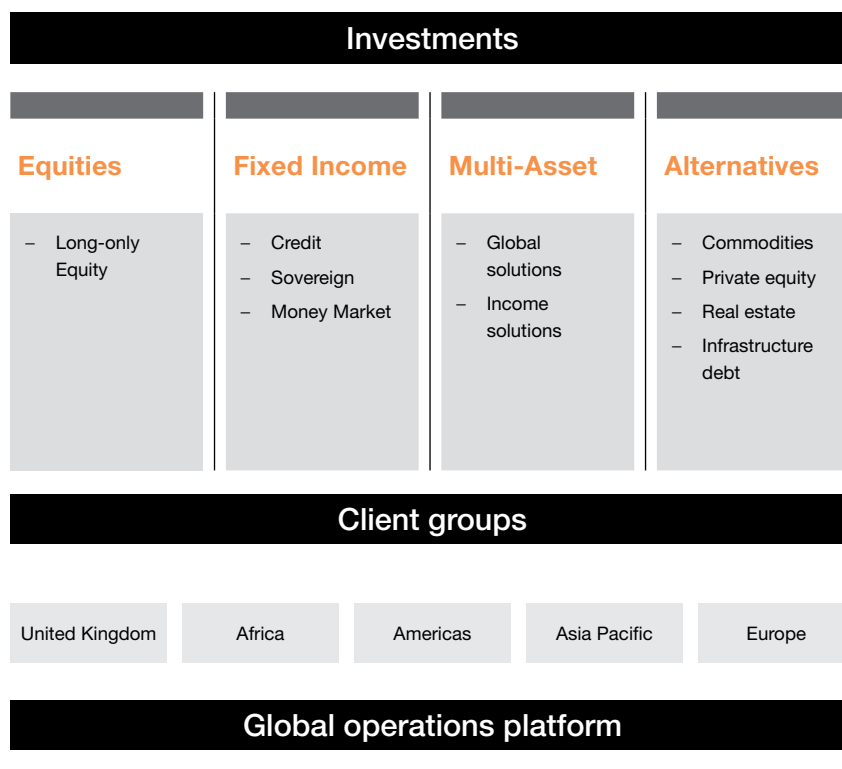 Investments
Equities
– Long-only
Equity
Fixed Income
– Credit
– Sovereign
– Money Market
Multi-Asset
– Global
solutions
– Income
solutions
Alternatives
– Commodities
– Private equity
– Real estate
– Infrastructure
debt
Client groups
United Kingdom
Africa
Americas
Asia Pacific
Europe
Global operations platform